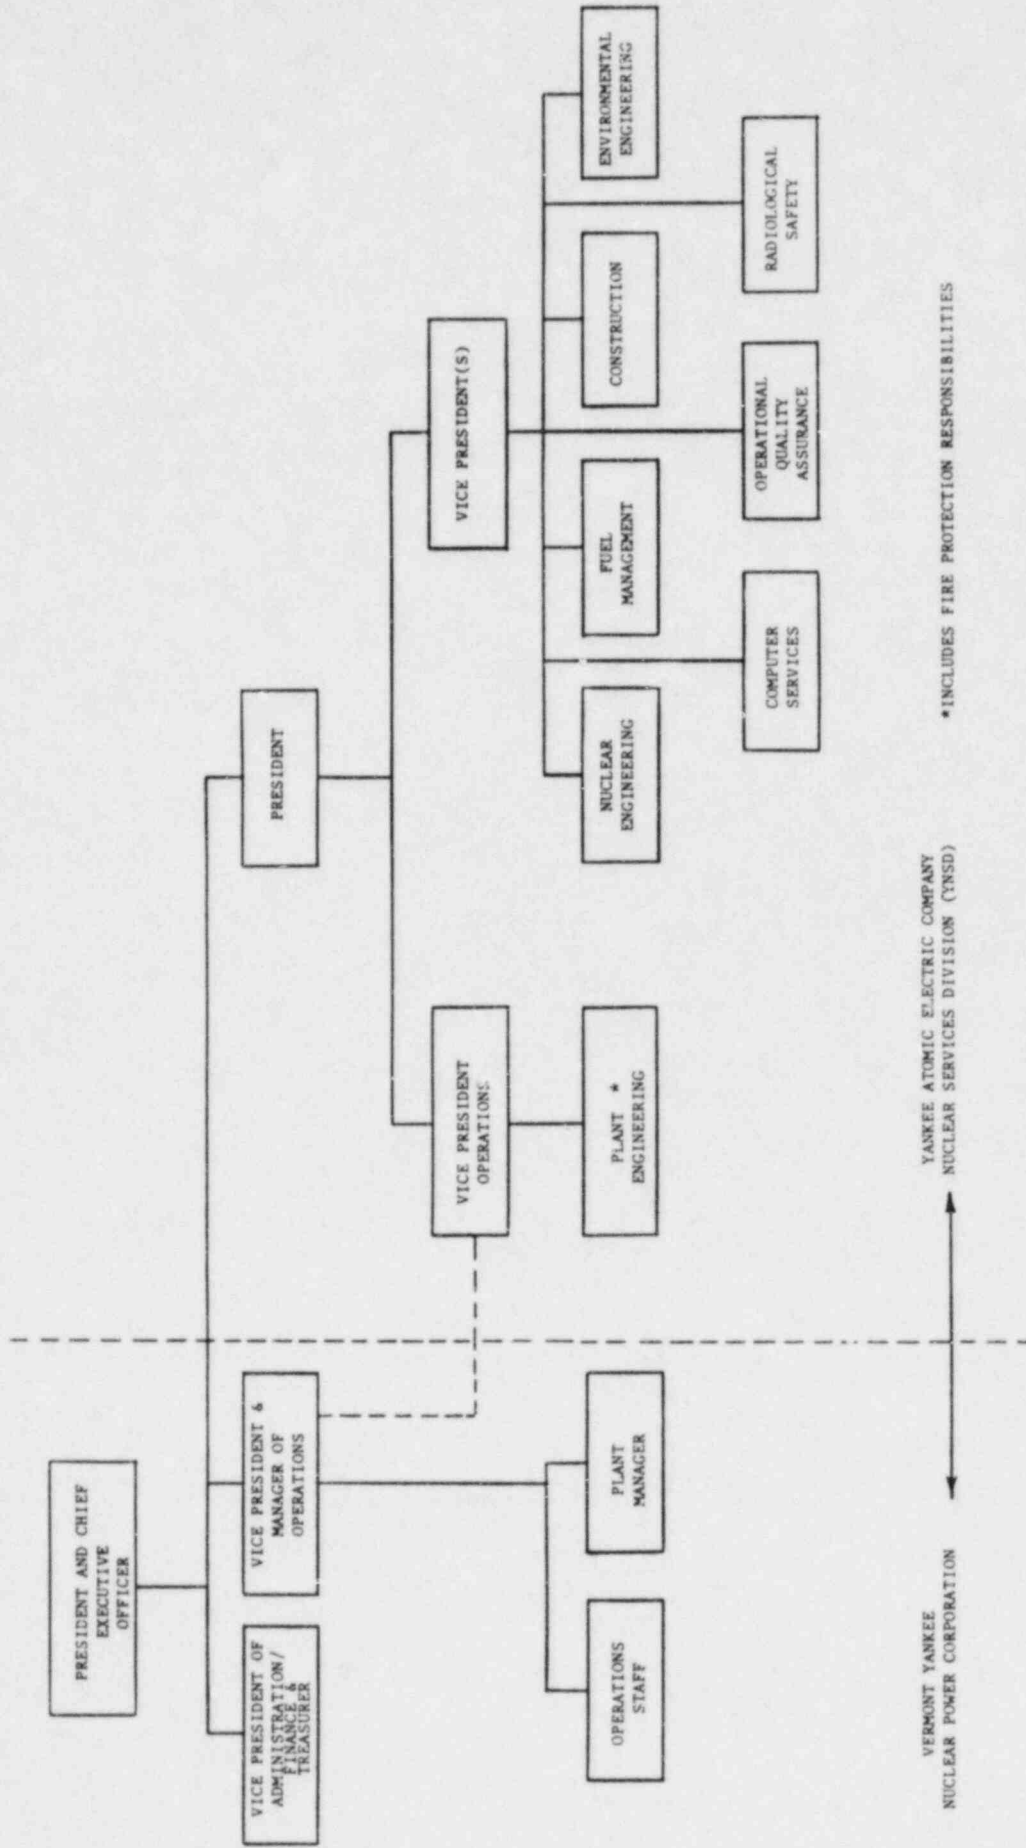 PRESIDENT AND CHIEF
EXECUTIVE
OFFICER
VICE PRESIDENT OF
ADMINISTRATION/
FINANCE &
TREASURER
VICE PRESIDENT &
MANAGER OF
OPERATIONS
PRESIDENT
VICE PRESIDENT
OPERATIONS
VICE PRESIDENT(S)
OPERATIONS
STAFF
PLANT
MANAGER
PLANT *
ENGINEERING
NUCLEAR
ENGINEERING
FUEL
MANAGEMENT
CONSTRUCTION
ENVIRONMENTAL
ENGINEERING
COMPUTER
SERVICES
OPERATIONAL
QUALITY
ASSURANCE
RADIOLOGICAL
SAFETY
VERMONT YANKEE
NUCLEAR POWER CORPORATION
YANKEE ATOMIC ELECTRIC COMPANY
NUCLEAR SERVICES DIVISION (YNSD)
*INCLUDES FIRE PROTECTION RESPONSIBILITIES